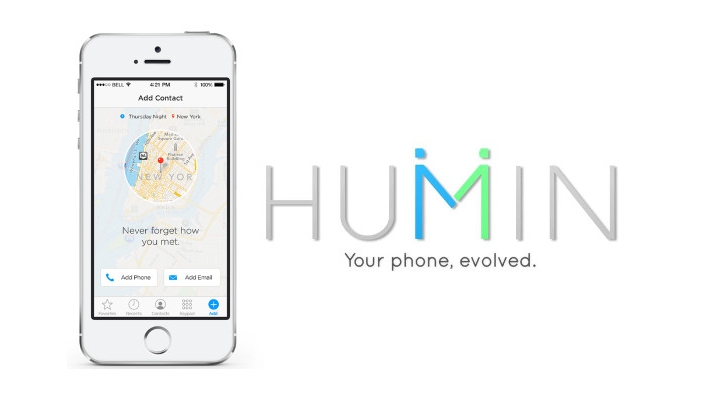 ●●●○○ BELL 4:21 PM 100%
Add Contact
Thursday Night New York
NEW YOR
Never forget how
you met.
Add Phone Add Email
Favorites Recents Contacts Keypad Add
HUMIN
Your phone, evolved.